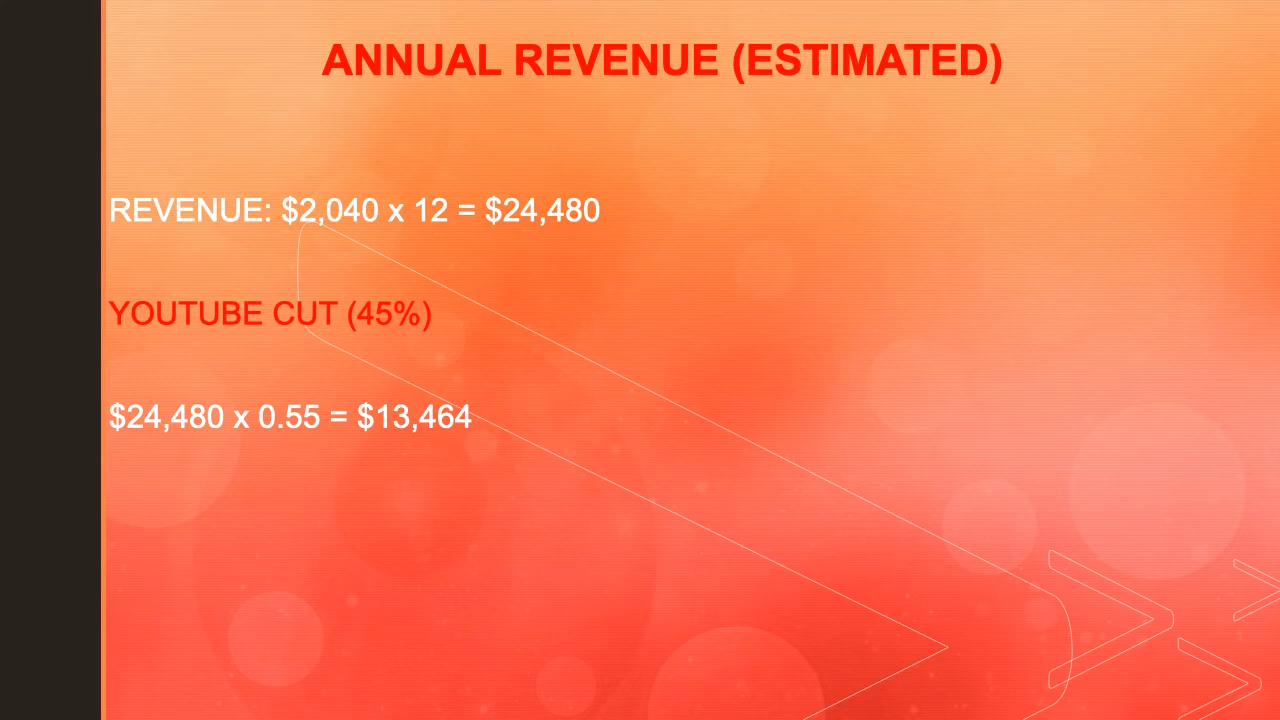 ANNUAL REVENUE (ESTIMATED)
REVENUE: $2,040 x 12 = $24,480
YOUTUBE CUT (45%)
$24,480 x 0.55 = $13,464